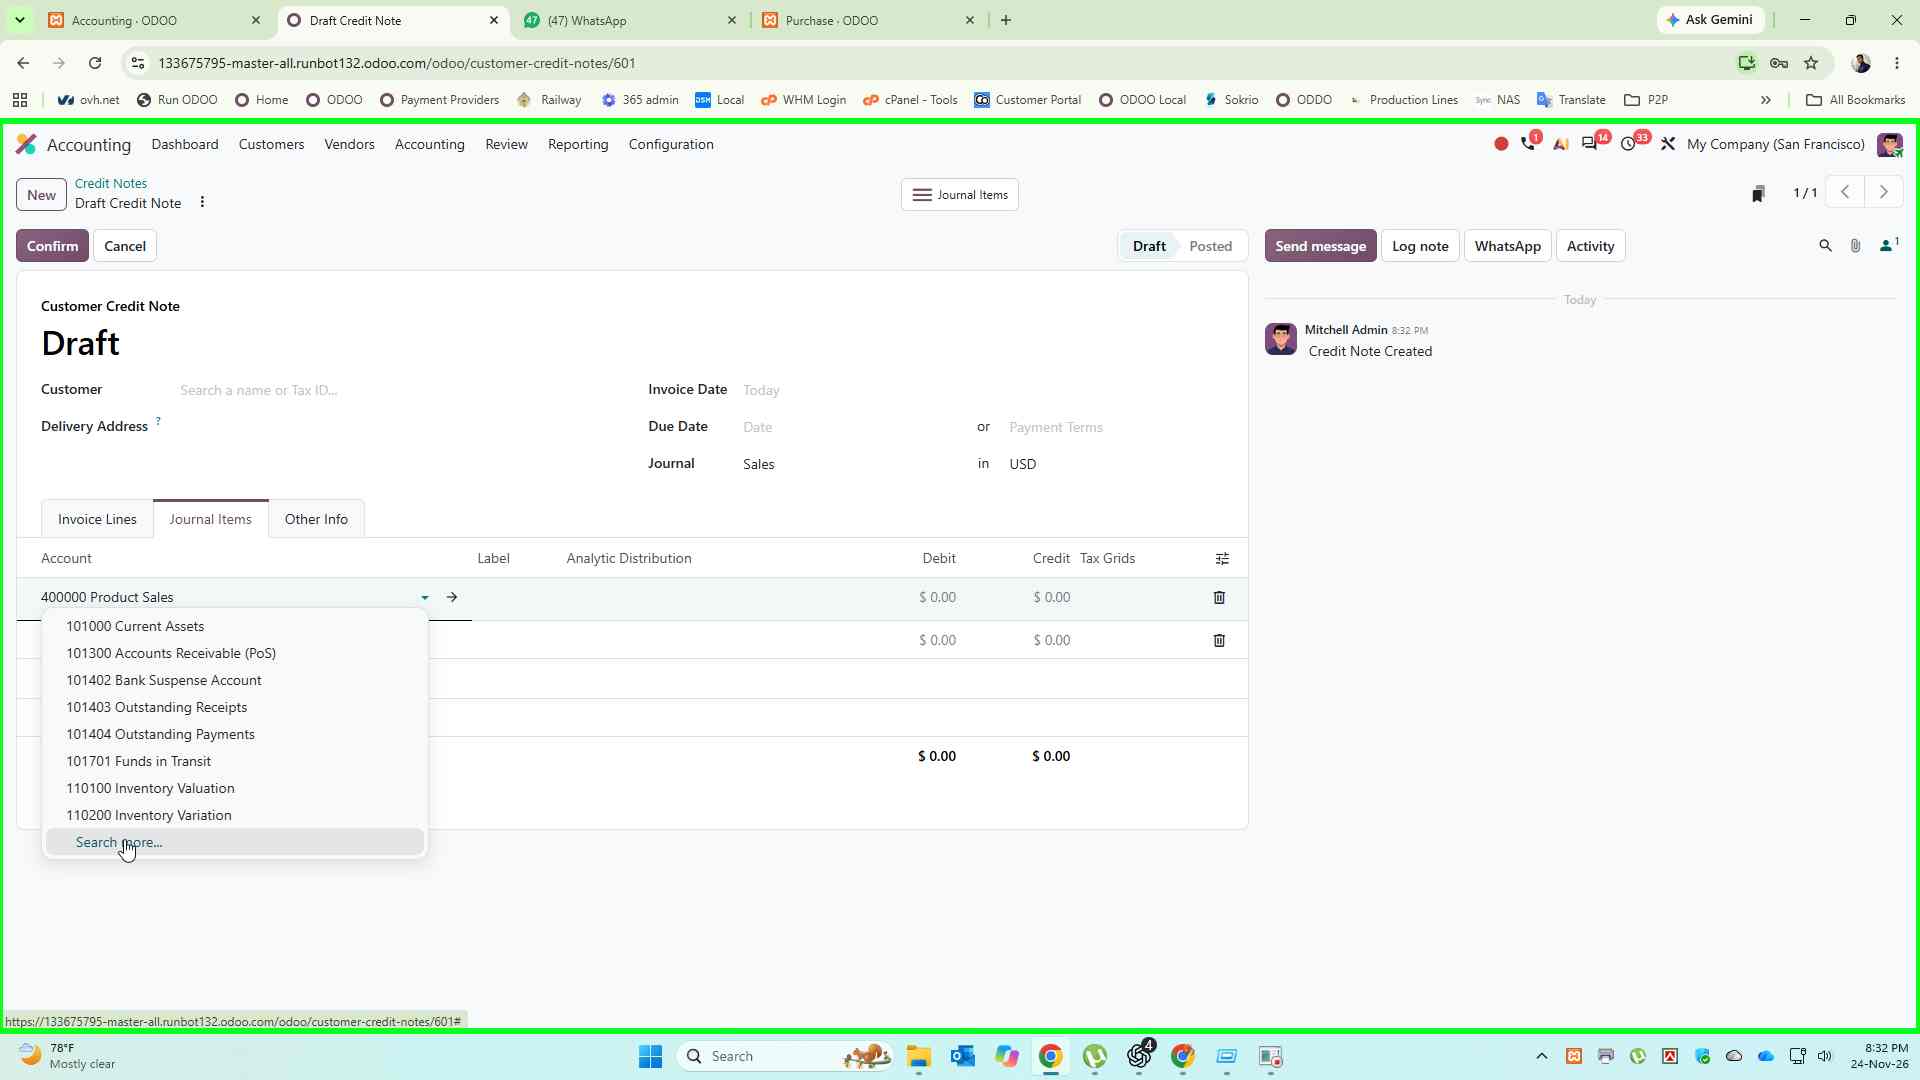 Accounting - ODOO
Draft Credit Note
(47) WhatsApp
Purchase - ODOO
Ask Gemini
133675795-master-all.runbot132.odoo.com/odoo/customer-credit-notes/601
ovh.net
Run ODOO
Home
ODOO
Payment Providers
Railway
365 admin
DSM
Local
WHM Login
cPanel - Tools
Customer Portal
ODOO Local
Sokrio
ODDO
Production Lines
Sync
NAS
Translate
P2P
All Bookmarks
Accounting
Dashboard
Customers
Vendors
Accounting
Review
Reporting
Configuration
1
14
33
My Company (San Francisco)
New
Credit Notes
Draft Credit Note
Journal Items
1 / 1
Confirm
Cancel
Draft
Posted
Send message
Log note
WhatsApp
Activity
1
Customer Credit Note
Draft
Customer
Search a name or Tax ID...
Delivery Address ?
Invoice Date
Today
Due Date
Date
or
Payment Terms
Journal
Sales
in
USD
Today
Mitchell Admin 8:32 PM
Credit Note Created
Invoice Lines
Journal Items
Other Info
Account
Label
Analytic Distribution
Debit
Credit
Tax Grids
400000 Product Sales
$ 0.00
$ 0.00
$ 0.00
$ 0.00
$ 0.00
$ 0.00
101000 Current Assets
101300 Accounts Receivable (PoS)
101402 Bank Suspense Account
101403 Outstanding Receipts
101404 Outstanding Payments
101701 Funds in Transit
110100 Inventory Valuation
110200 Inventory Variation
Search more...
https://133675795-master-all.runbot132.odoo.com/odoo/customer-credit-notes/601#
78°F
Mostly clear
Search
4
8:32 PM
24-Nov-26